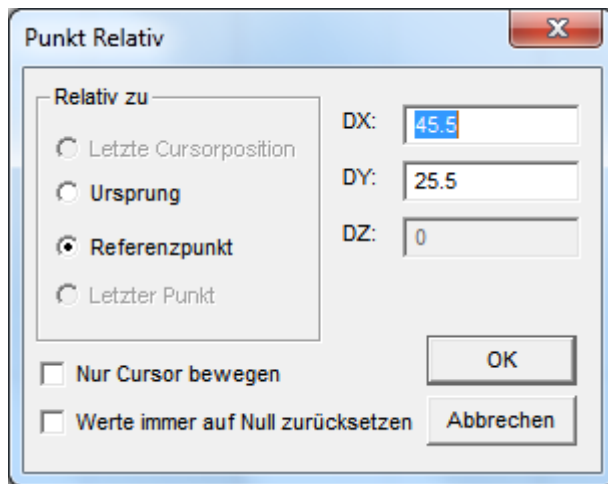 Punkt Relativ
Relativ zu
Letzte Cursorposition
Ursprung
Referenzpunkt
Letzter Punkt
DX: 45.5
DY: 25.5
DZ: 0
Nur Cursor bewegen
Werte immer auf Null zurücksetzen
OK
Abbrechen